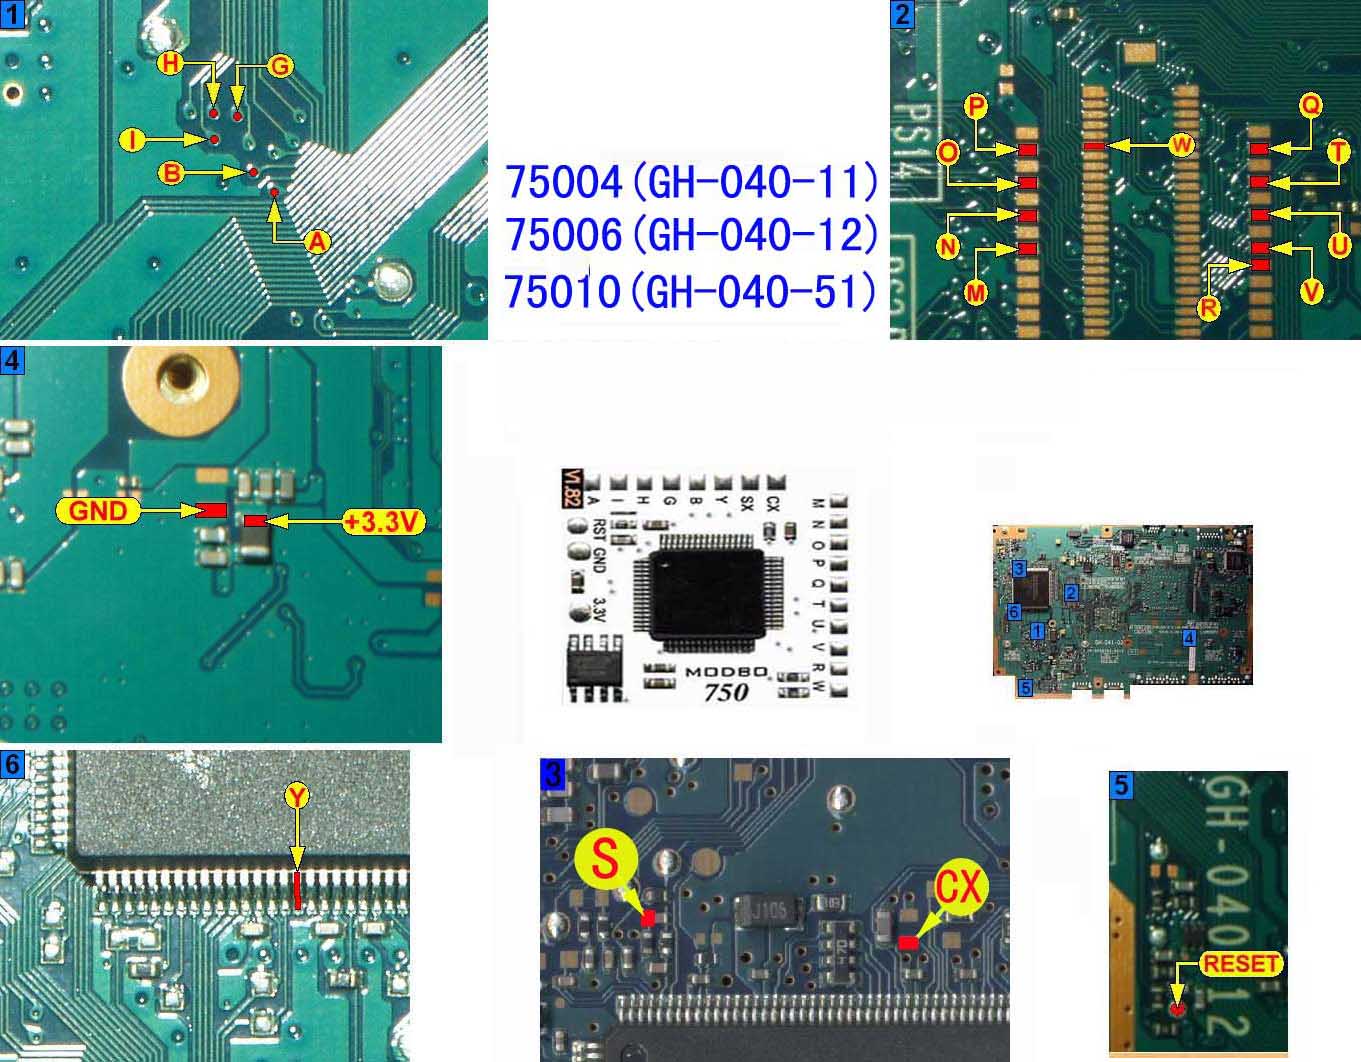 1
H
G
I
B
A
75004(GH-040-11)
75006(GH-040-12)
75010(GH-040-51)
2
PS14
P
O
N
M
W
Q
T
U
V
R
4
GND
+3.3V
V1.82
A I H G B Y SX CX
RST GND 3.3V
M N O P Q T U V R W
MODBO
750
3
2
6
1
4
5
6
Y
3
S
CX
J106
5
GH-040-12
RESET